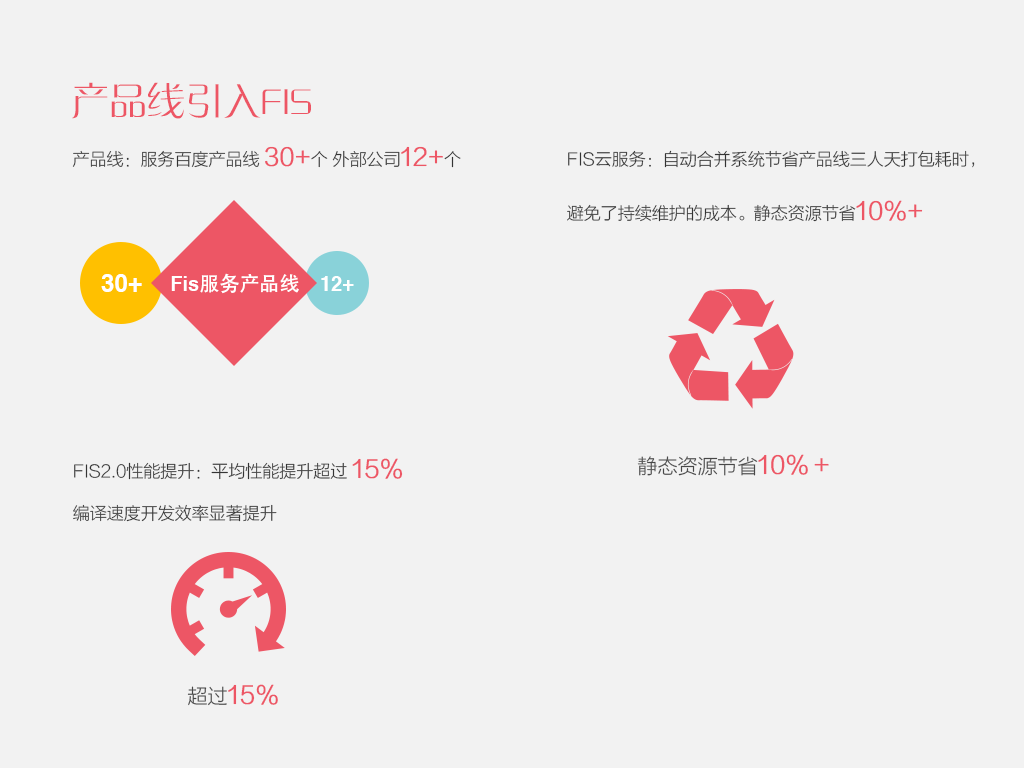 产品线引入FIS
产品线：服务百度产品线 30+个 外部公司12+个
30+
Fis服务产品线
12+
FIS2.0性能提升：平均性能提升超过 15%
编译速度开发效率显著提升
超过15%
FIS云服务：自动合并系统节省产品线三人天打包耗时，
避免了持续维护的成本。静态资源节省10%+
静态资源节省10% +